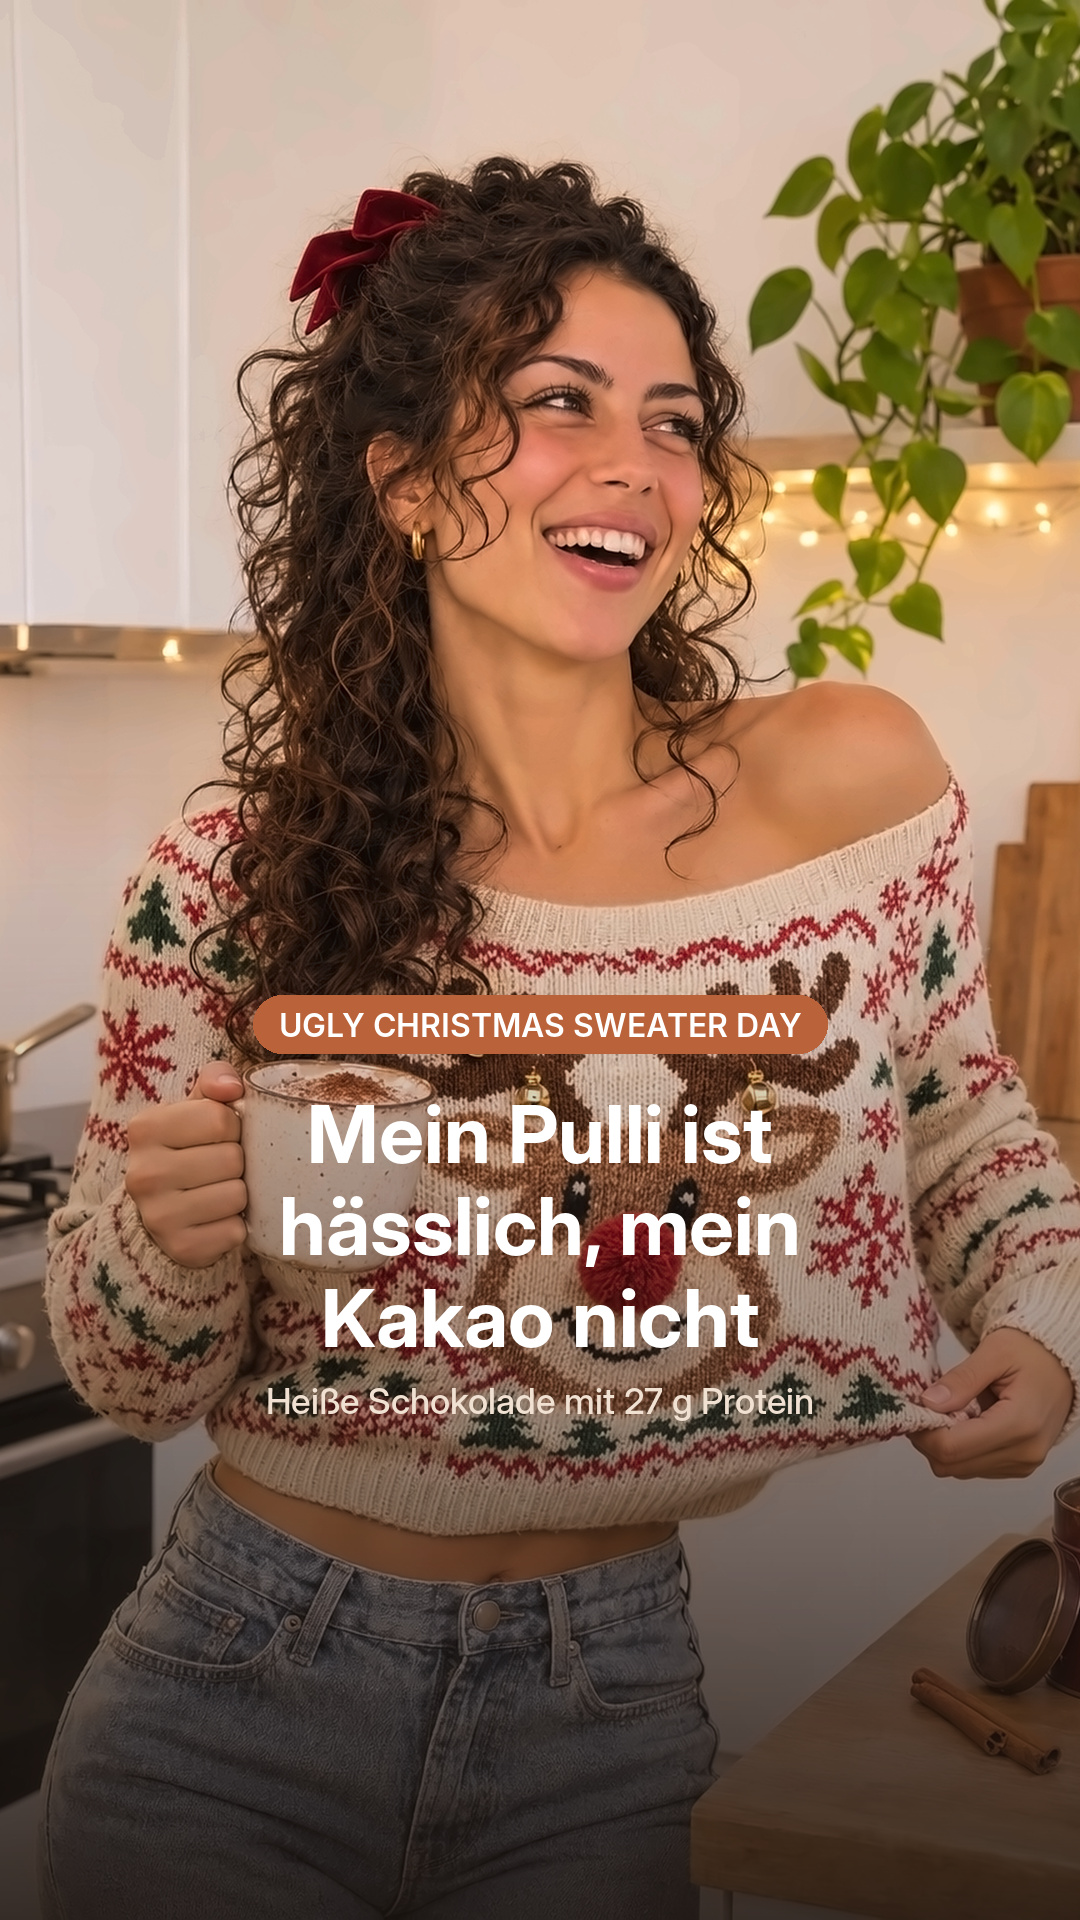 UGLY CHRISTMAS SWEATER DAY
Mein Pulli ist
hässlich, mein
Kakao nicht
Heiße Schokolade mit 27 g Protein